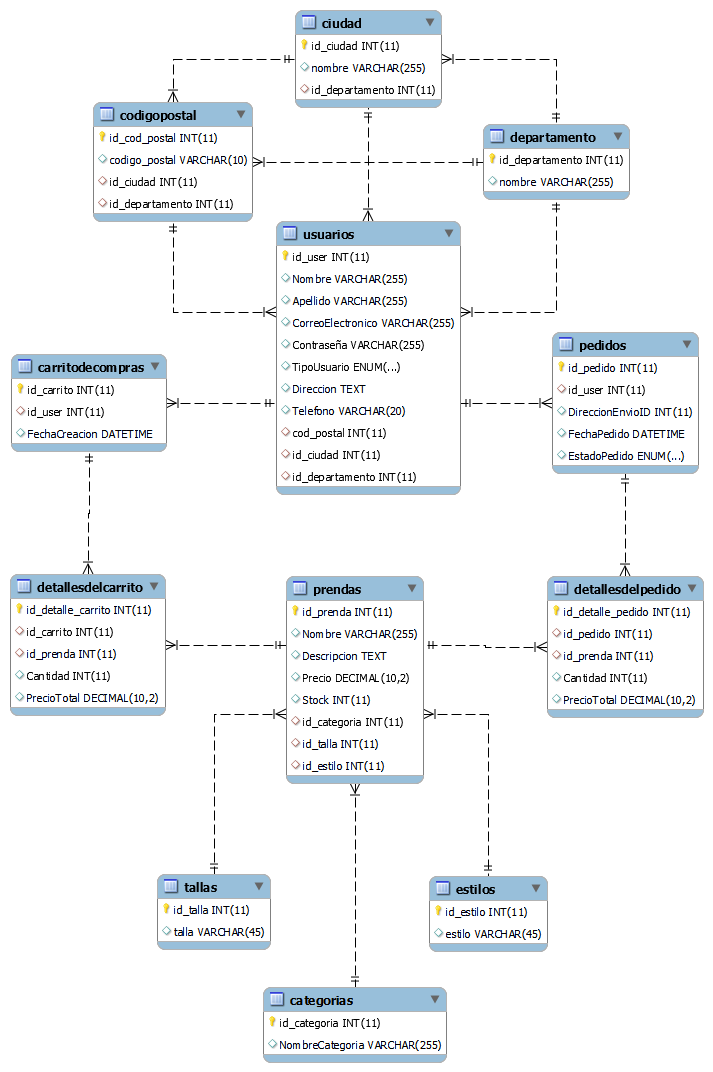 ciudad
id_ciudad INT(11)
nombre VARCHAR(255)
id_departamento INT(11)
codigopostal
id_cod_postal INT(11)
codigo_postal VARCHAR(10)
id_ciudad INT(11)
id_departamento INT(11)
departamento
id_departamento INT(11)
nombre VARCHAR(255)
usuarios
id_user INT(11)
Nombre VARCHAR(255)
Apellido VARCHAR(255)
CorreoElectronico VARCHAR(255)
Contraseña VARCHAR(255)
TipoUsuario ENUM(...)
Direccion TEXT
Telefono VARCHAR(20)
cod_postal INT(11)
id_ciudad INT(11)
id_departamento INT(11)
carritodecompras
id_carrito INT(11)
id_user INT(11)
FechaCreacion DATETIME
pedidos
id_pedido INT(11)
id_user INT(11)
DireccionEnvioID INT(11)
FechaPedido DATETIME
EstadoPedido ENUM(...)
detallesdelcarrito
id_detalle_carrito INT(11)
id_carrito INT(11)
id_prenda INT(11)
Cantidad INT(11)
PrecioTotal DECIMAL(10,2)
prendas
id_prenda INT(11)
Nombre VARCHAR(255)
Descripcion TEXT
Precio DECIMAL(10,2)
Stock INT(11)
id_categoria INT(11)
id_talla INT(11)
id_estilo INT(11)
detallesdelpedido
id_detalle_pedido INT(11)
id_pedido INT(11)
id_prenda INT(11)
Cantidad INT(11)
PrecioTotal DECIMAL(10,2)
tallas
id_talla INT(11)
talla VARCHAR(45)
estilos
id_estilo INT(11)
estilo VARCHAR(45)
categorias
id_categoria INT(11)
NombreCategoria VARCHAR(255)